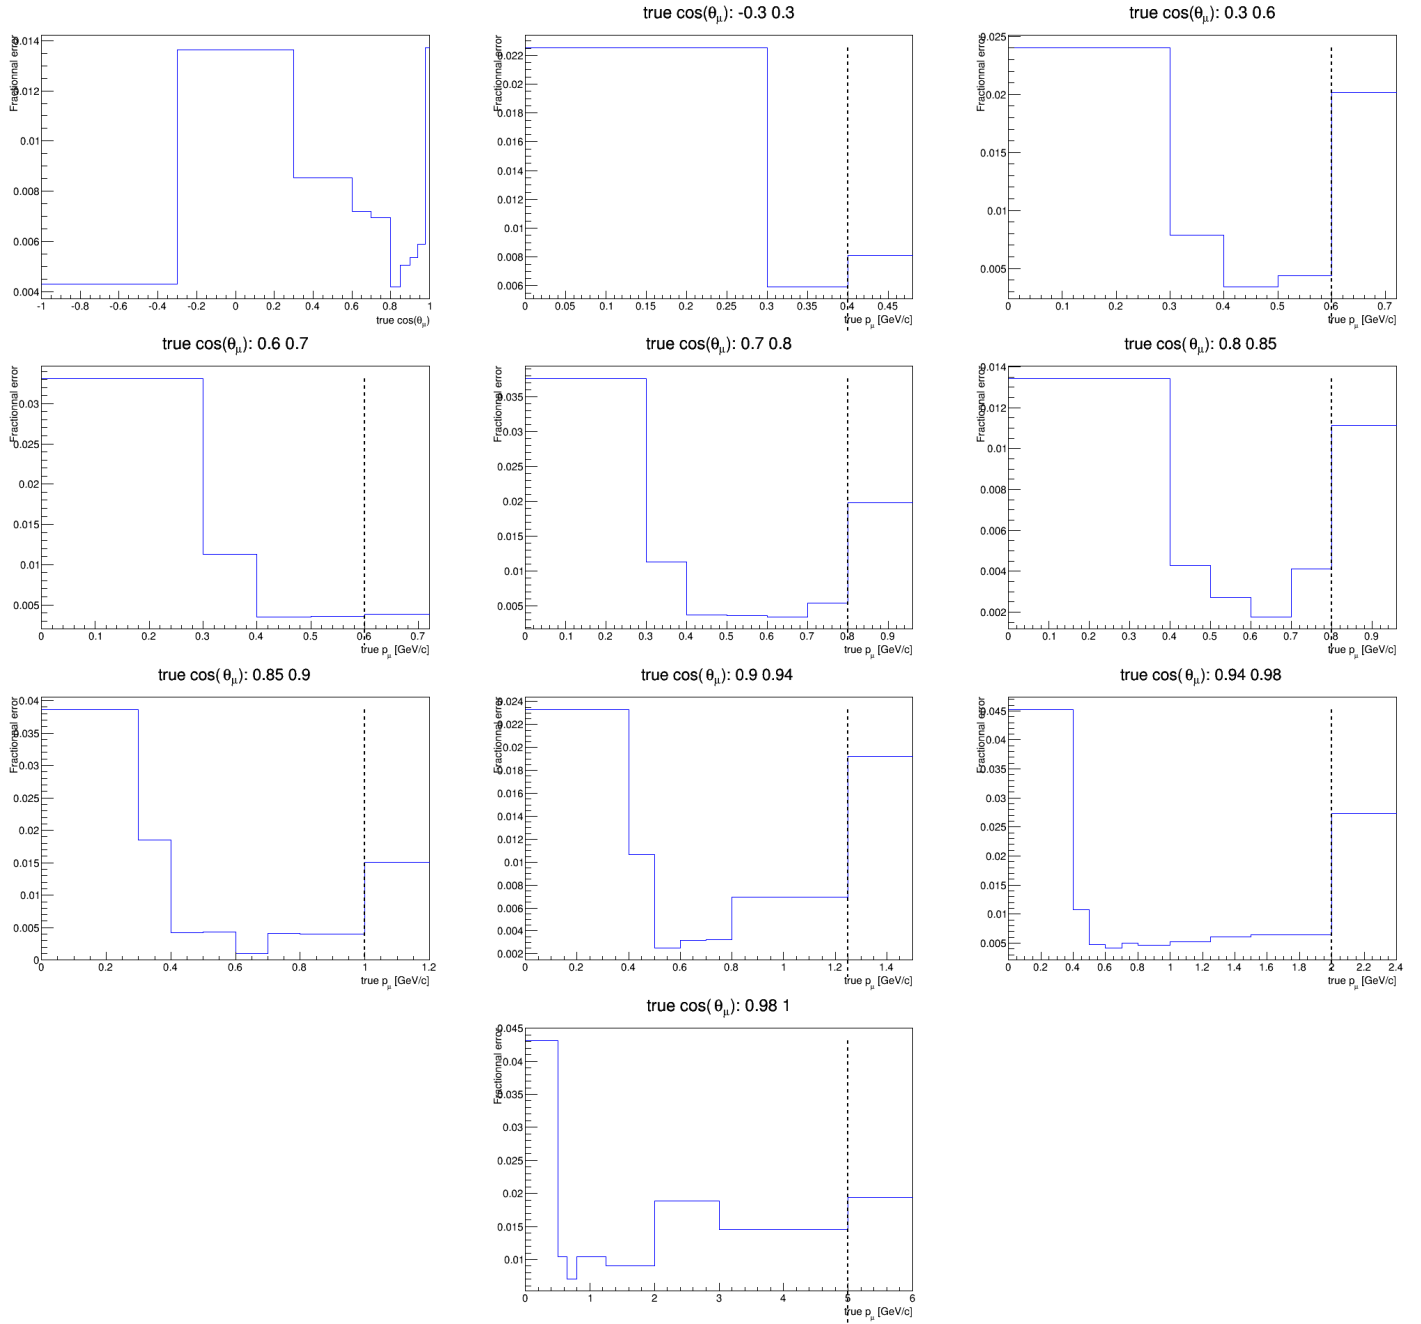 Fractionnal error
0.014
0.012
0.01
0.008
0.006
0.004
-1 -0.8 -0.6 -0.4 -0.2 0 0.2 0.4 0.6 0.8 1
true cos(θμ)
true cos(θμ): -0.3 0.3
Fractionnal error
0.022
0.02
0.018
0.016
0.014
0.012
0.01
0.008
0.006
0 0.05 0.1 0.15 0.2 0.25 0.3 0.35 0.4 0.45
true pμ [GeV/c]
true cos(θμ): 0.3 0.6
Fractionnal error
0.025
0.02
0.015
0.01
0.005
0 0.1 0.2 0.3 0.4 0.5 0.6 0.7
true pμ [GeV/c]
true cos(θμ): 0.6 0.7
Fractionnal error
0.03
0.025
0.02
0.015
0.01
0.005
0 0.1 0.2 0.3 0.4 0.5 0.6 0.7
true pμ [GeV/c]
true cos(θμ): 0.7 0.8
Fractionnal error
0.035
0.03
0.025
0.02
0.015
0.01
0.005
0 0.1 0.2 0.3 0.4 0.5 0.6 0.7 0.8 0.9
true pμ [GeV/c]
true cos(θμ): 0.8 0.85
Fractionnal error
0.014
0.012
0.01
0.008
0.006
0.004
0.002
0 0.1 0.2 0.3 0.4 0.5 0.6 0.7 0.8 0.9
true pμ [GeV/c]
true cos(θμ): 0.85 0.9
Fractionnal error
0.04
0.035
0.03
0.025
0.02
0.015
0.01
0.005
0
0 0.2 0.4 0.6 0.8 1 1.2
true pμ [GeV/c]
true cos(θμ): 0.9 0.94
Fractionnal error
0.024
0.022
0.02
0.018
0.016
0.014
0.012
0.01
0.008
0.006
0.004
0.002
0 0.2 0.4 0.6 0.8 1 1.2 1.4
true pμ [GeV/c]
true cos(θμ): 0.94 0.98
Fractionnal error
0.045
0.04
0.035
0.03
0.025
0.02
0.015
0.01
0.005
0 0.2 0.4 0.6 0.8 1 1.2 1.4 1.6 1.8 2 2.2 2.4
true pμ [GeV/c]
true cos(θμ): 0.98 1
Fractionnal error
0.045
0.04
0.035
0.03
0.025
0.02
0.015
0.01
0 1 2 3 4 5 6
true pμ [GeV/c]